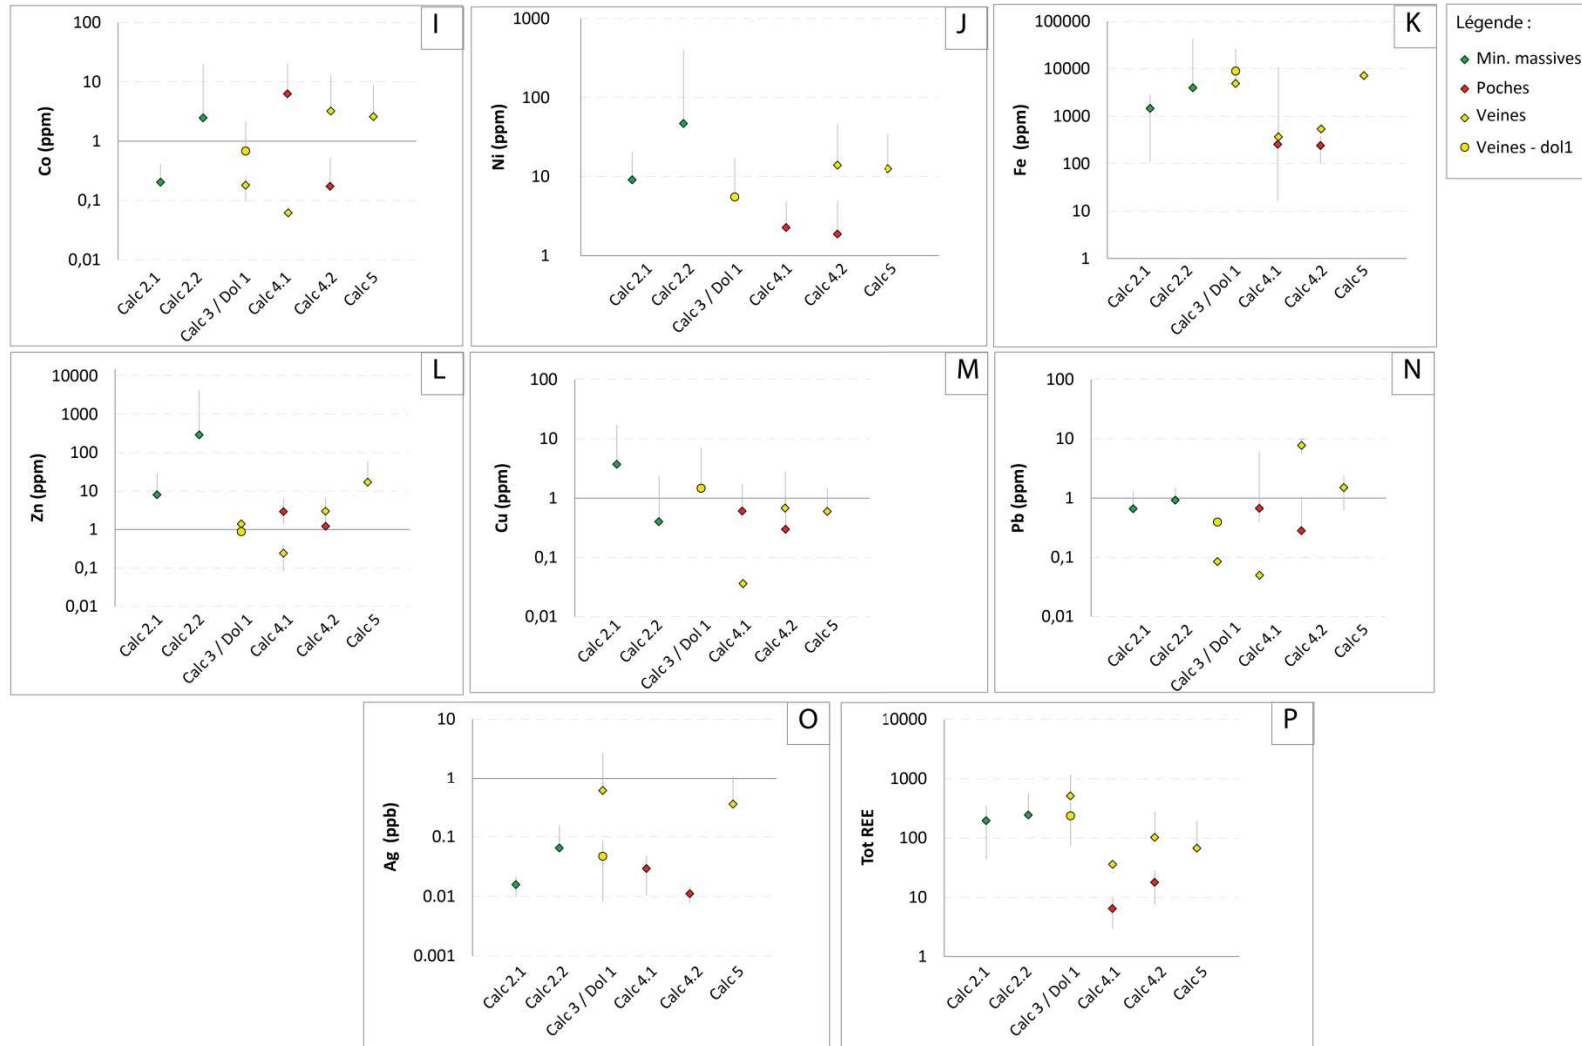 I
Co (ppm)
100
10
1
0,1
0,01
Calc 2.1
Calc 2.2
Calc 3 / Dol 1
Calc 4.1
Calc 4.2
Calc 5
J
Ni (ppm)
1000
100
10
1
Calc 2.1
Calc 2.2
Calc 3 / Dol 1
Calc 4.1
Calc 4.2
Calc 5
K
Fe (ppm)
100000
10000
1000
100
10
1
Calc 2.1
Calc 2.2
Calc 3 / Dol 1
Calc 4.1
Calc 4.2
Calc 5
Légende :
Min. massives
Poches
Veines
Veines - dol1
L
Zn (ppm)
10000
1000
100
10
1
0,1
0,01
Calc 2.1
Calc 2.2
Calc 3 / Dol 1
Calc 4.1
Calc 4.2
Calc 5
M
Cu (ppm)
100
10
1
0,1
0,01
Calc 2.1
Calc 2.2
Calc 3 / Dol 1
Calc 4.1
Calc 4.2
Calc 5
N
Pb (ppm)
100
10
1
0,1
0,01
Calc 2.1
Calc 2.2
Calc 3 / Dol 1
Calc 4.1
Calc 4.2
Calc 5
O
Ag (ppb)
10
1
0.1
0.01
0.001
Calc 2.1
Calc 2.2
Calc 3 / Dol 1
Calc 4.1
Calc 4.2
Calc 5
P
Tot REE
10000
1000
100
10
1
Calc 2.1
Calc 2.2
Calc 3 / Dol 1
Calc 4.1
Calc 4.2
Calc 5